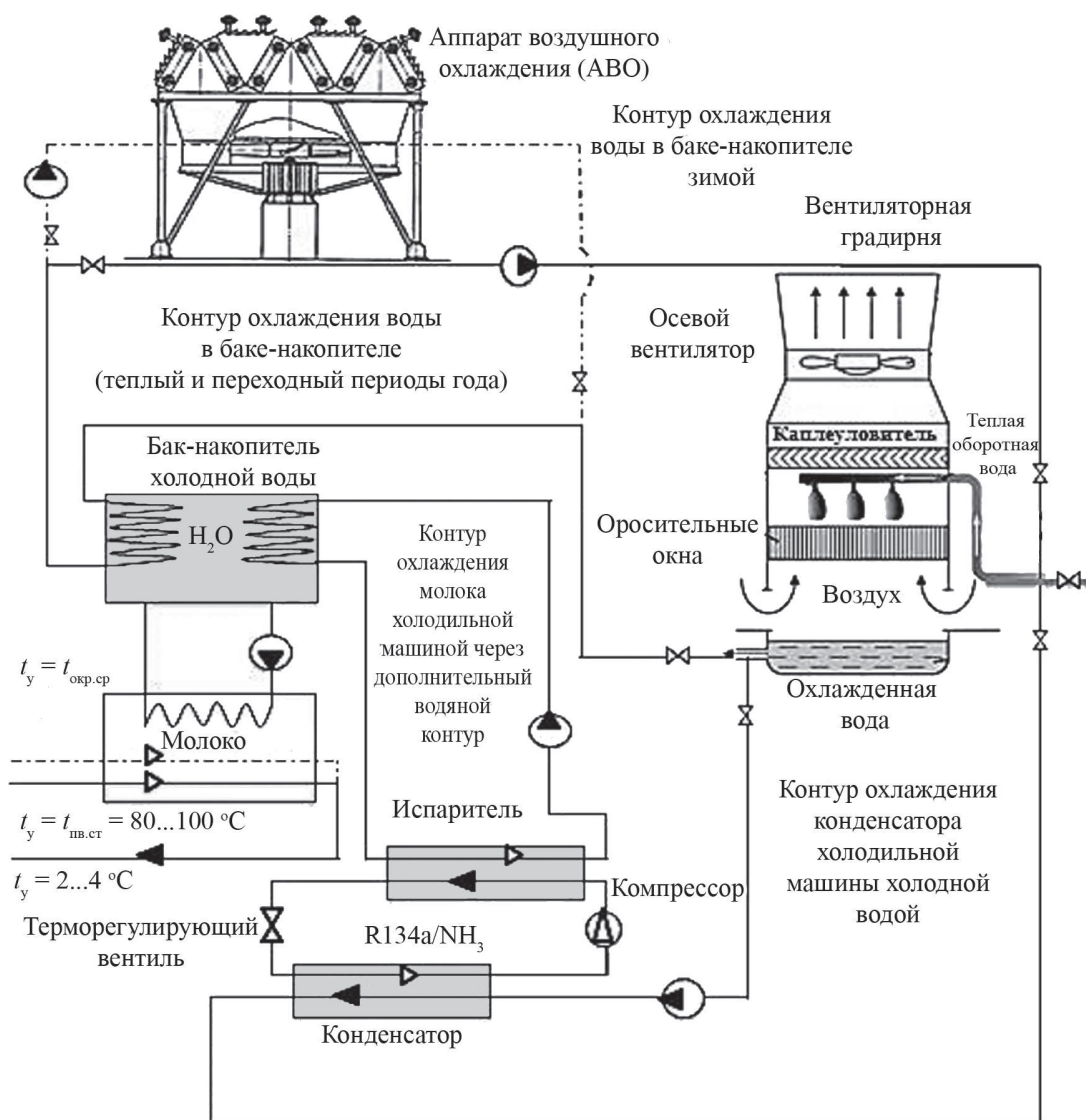 Аппарат воздушного
охлаждения (АВО)
Контур охлаждения
воды в баке-накопителе
зимой
Вентиляторная
градирня
Контур охлаждения воды
в баке-накопителе
(теплый и переходный периоды года)
Осевой
вентилятор
Каплеуловитель
Теплая
оборотная
вода
Бак-накопитель
холодной воды
H2O
Оросительные
окна
Контур
охлаждения
молока
холодильной
машиной через
дополнительный
водяной
контур
Воздух
Охлажденная
вода
tу = tокр.ср
Молоко
tу = tпв.ст = 80...100 °C
tу = 2...4 °C
Испаритель
Компрессор
Контур охлаждения
конденсатора
холодильной
машины холодной
водой
Терморегулирующий
вентиль
R134a/NH3
Конденсатор